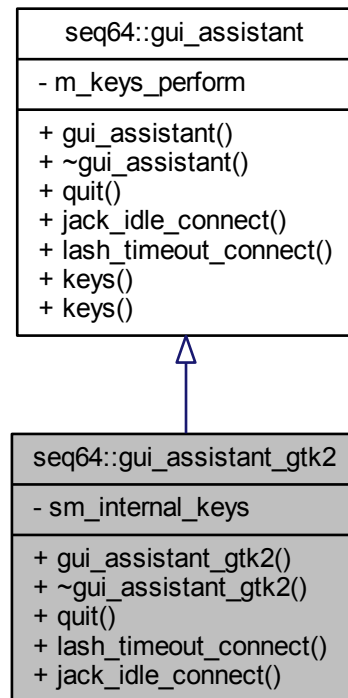 seq64::gui_assistant
- m_keys_perform
+ gui_assistant()
+ ~gui_assistant()
+ quit()
+ jack_idle_connect()
+ lash_timeout_connect()
+ keys()
+ keys()
seq64::gui_assistant_gtk2
- sm_internal_keys
+ gui_assistant_gtk2()
+ ~gui_assistant_gtk2()
+ quit()
+ lash_timeout_connect()
+ jack_idle_connect()